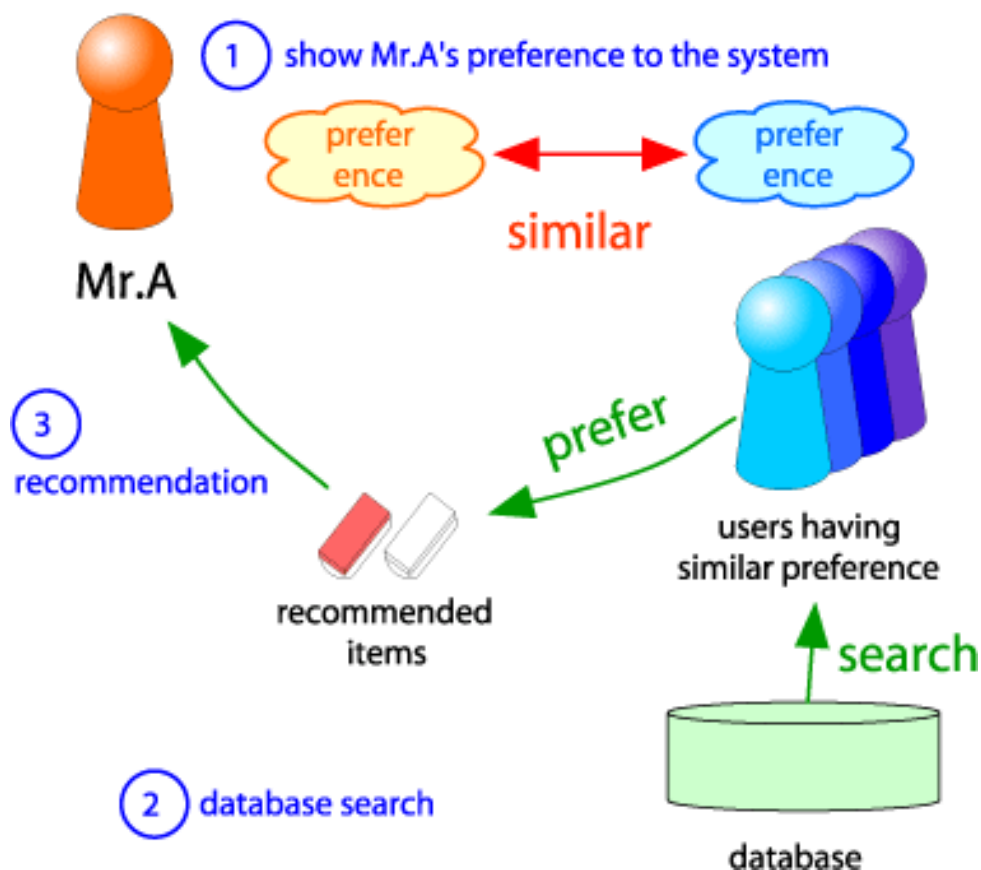 1 show Mr.A's preference to the system
prefer
ence
prefer
ence
similar
Mr.A
3
recommendation
prefer
users having
similar preference
recommended
items
search
2 database search
database